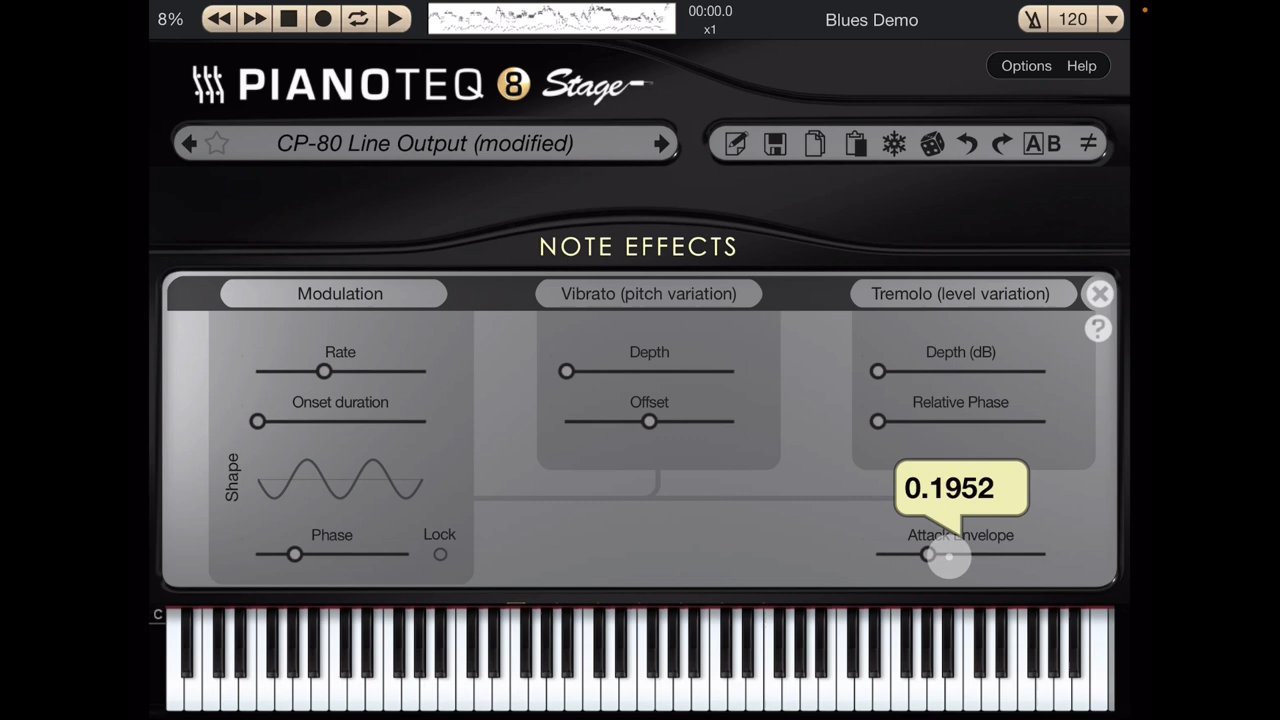 8%
00:00.0
x1
Blues Demo
120
Options Help
PIANOTEQ 8 Stage
CP-80 Line Output (modified)
A B
NOTE EFFECTS
Modulation
Vibrato (pitch variation)
Tremolo (level variation)
?
Rate
Depth
Depth (dB)
Onset duration
Offset
Relative Phase
Shape
0.1952
Phase
Lock
Attack Envelope
C